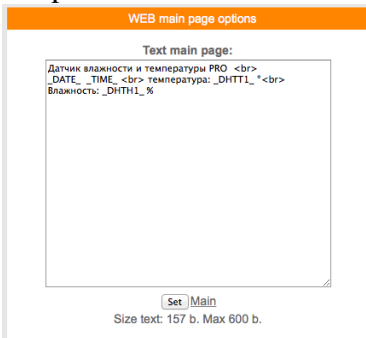 WEB main page options
Text main page:
Датчик влажности и температуры PRO <br>
_DATE_ _TIME_ <br> температура: _DHTT1_ °<br>
Влажность: _DHTH1_ %
Set Main
Size text: 157 b. Max 600 b.